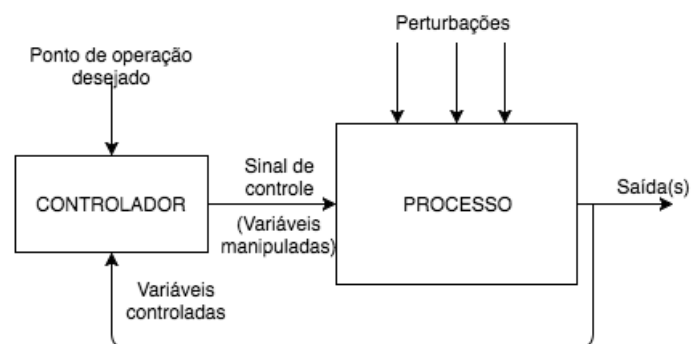 Perturbações
Ponto de operação
desejado
Sinal de
controle
CONTROLADOR
(Variáveis
manipuladas)
PROCESSO
Saída(s)
Variáveis
controladas